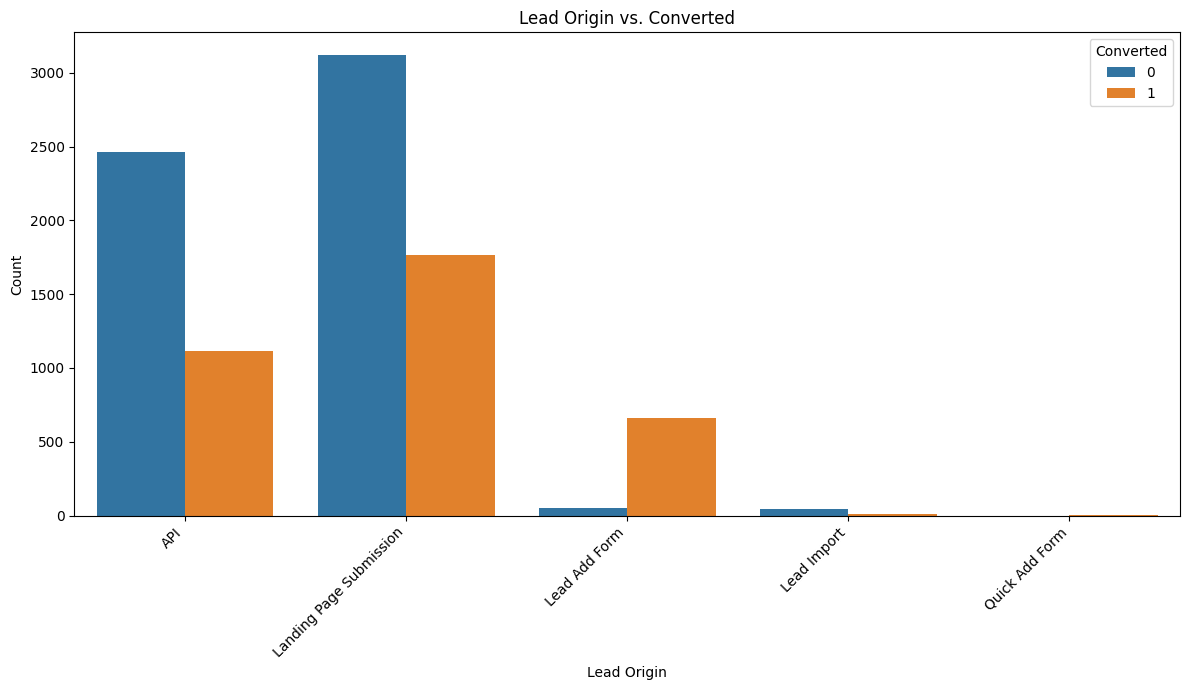 Lead Origin vs. Converted
Converted
0
1
3000
2500
2000
1500
1000
500
0
Count
API
Landing Page Submission
Lead Add Form
Lead Import
Quick Add Form
Lead Origin